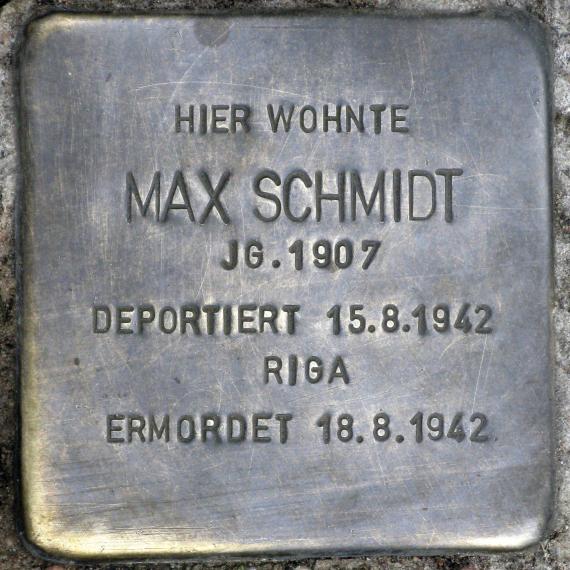 HIER WOHNTE
MAX SCHMIDT
JG. 1907
DEPORTIERT 15.8.1942
RIGA
ERMORDET 18.8.1942